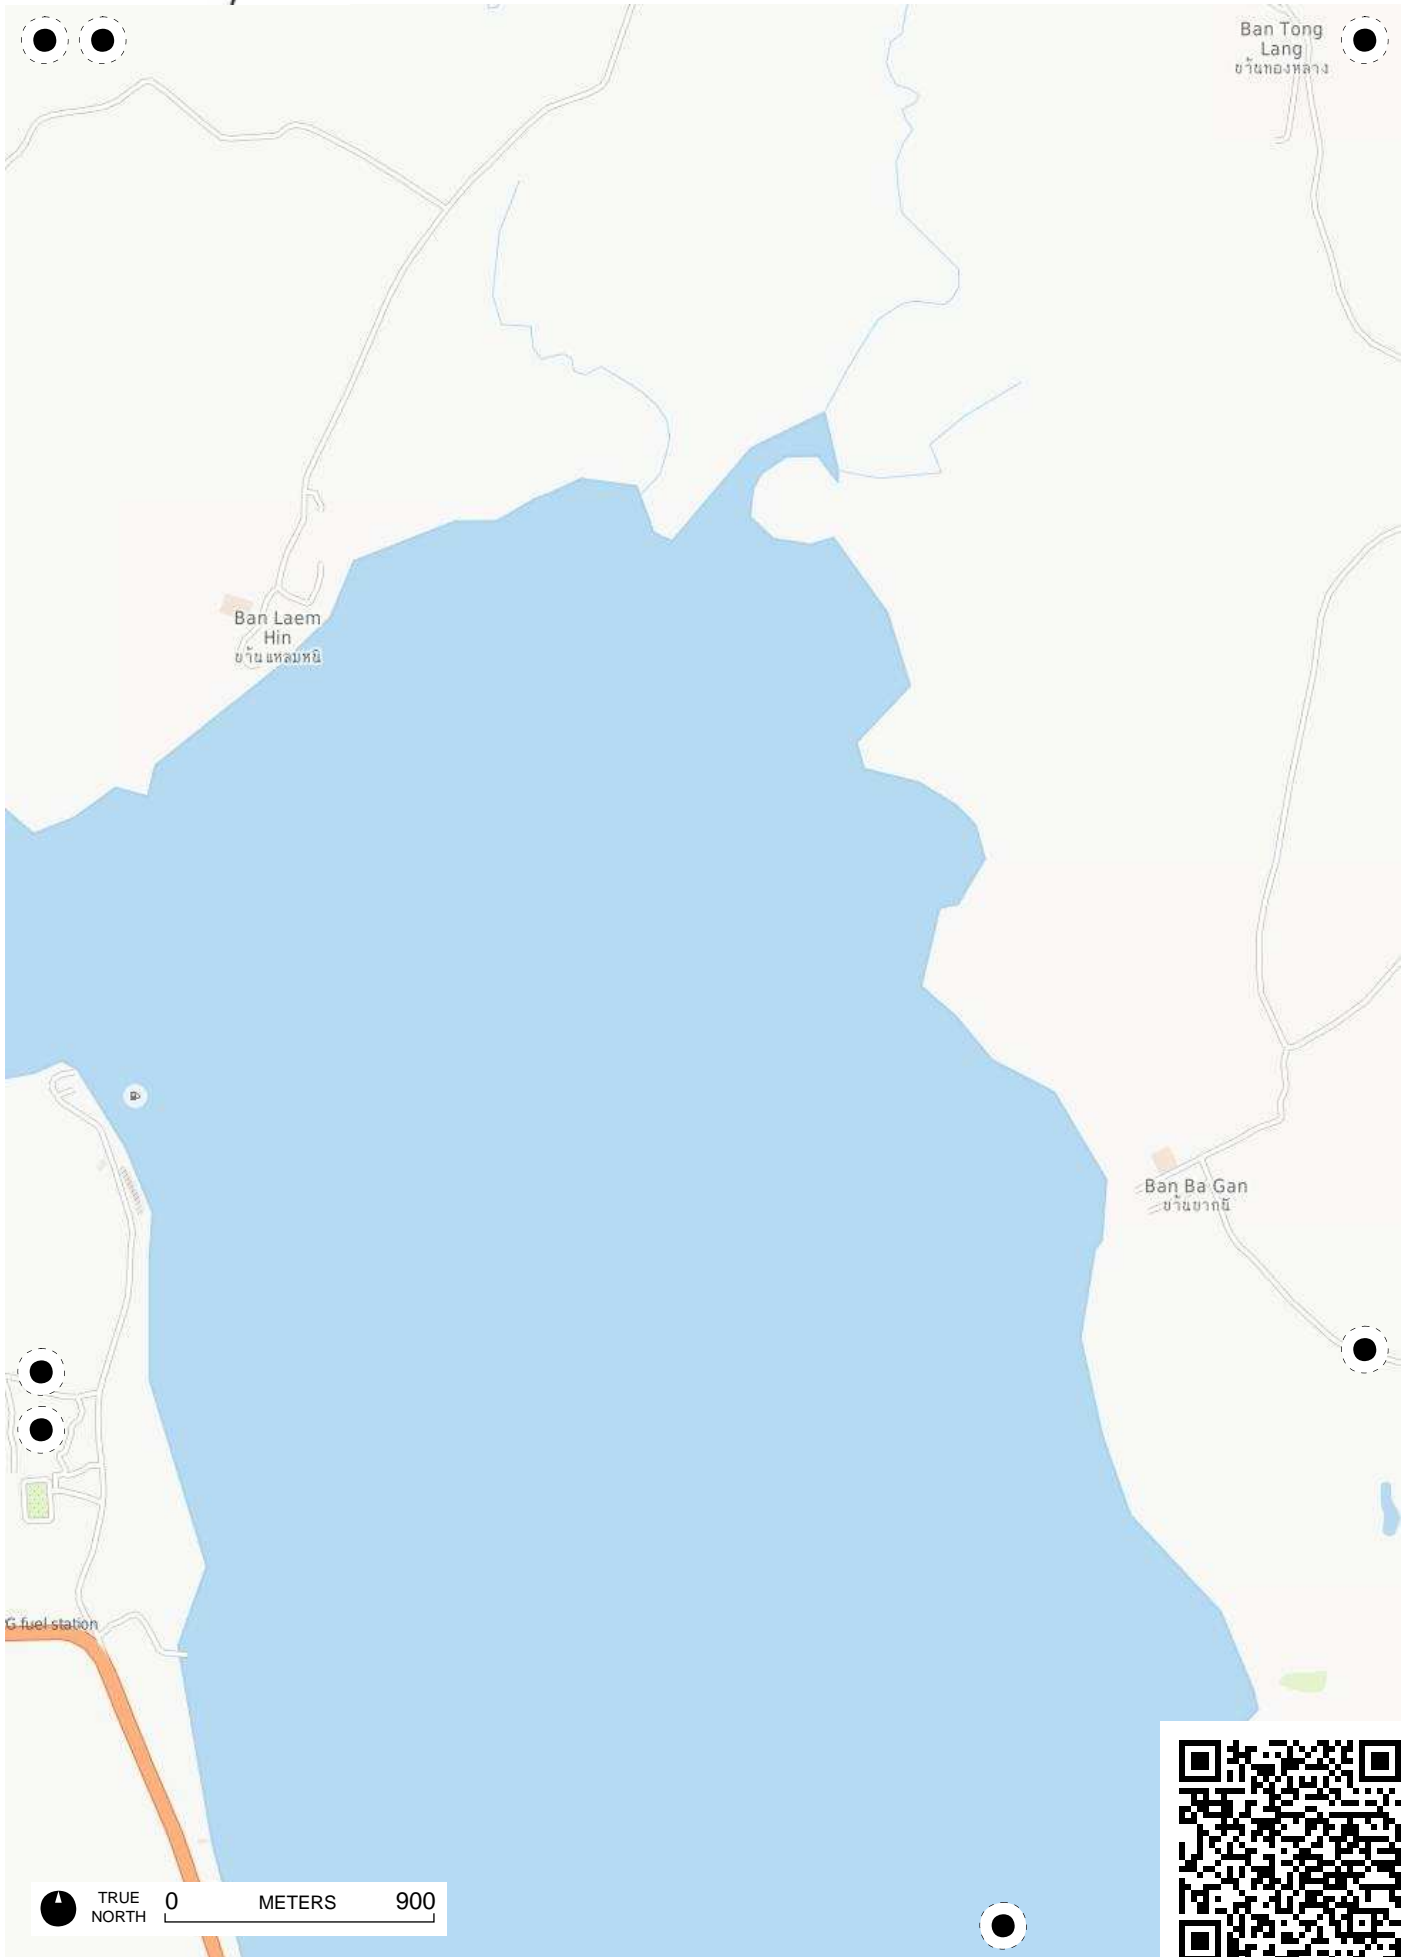 Ban Tong
Lang
บ้านทองหลาง
Ban Laem
Hin
บ้านแหลมหิน
Ban Ba Gan
บ้านบากัน
G fuel station
TRUE
NORTH
0 METERS 900